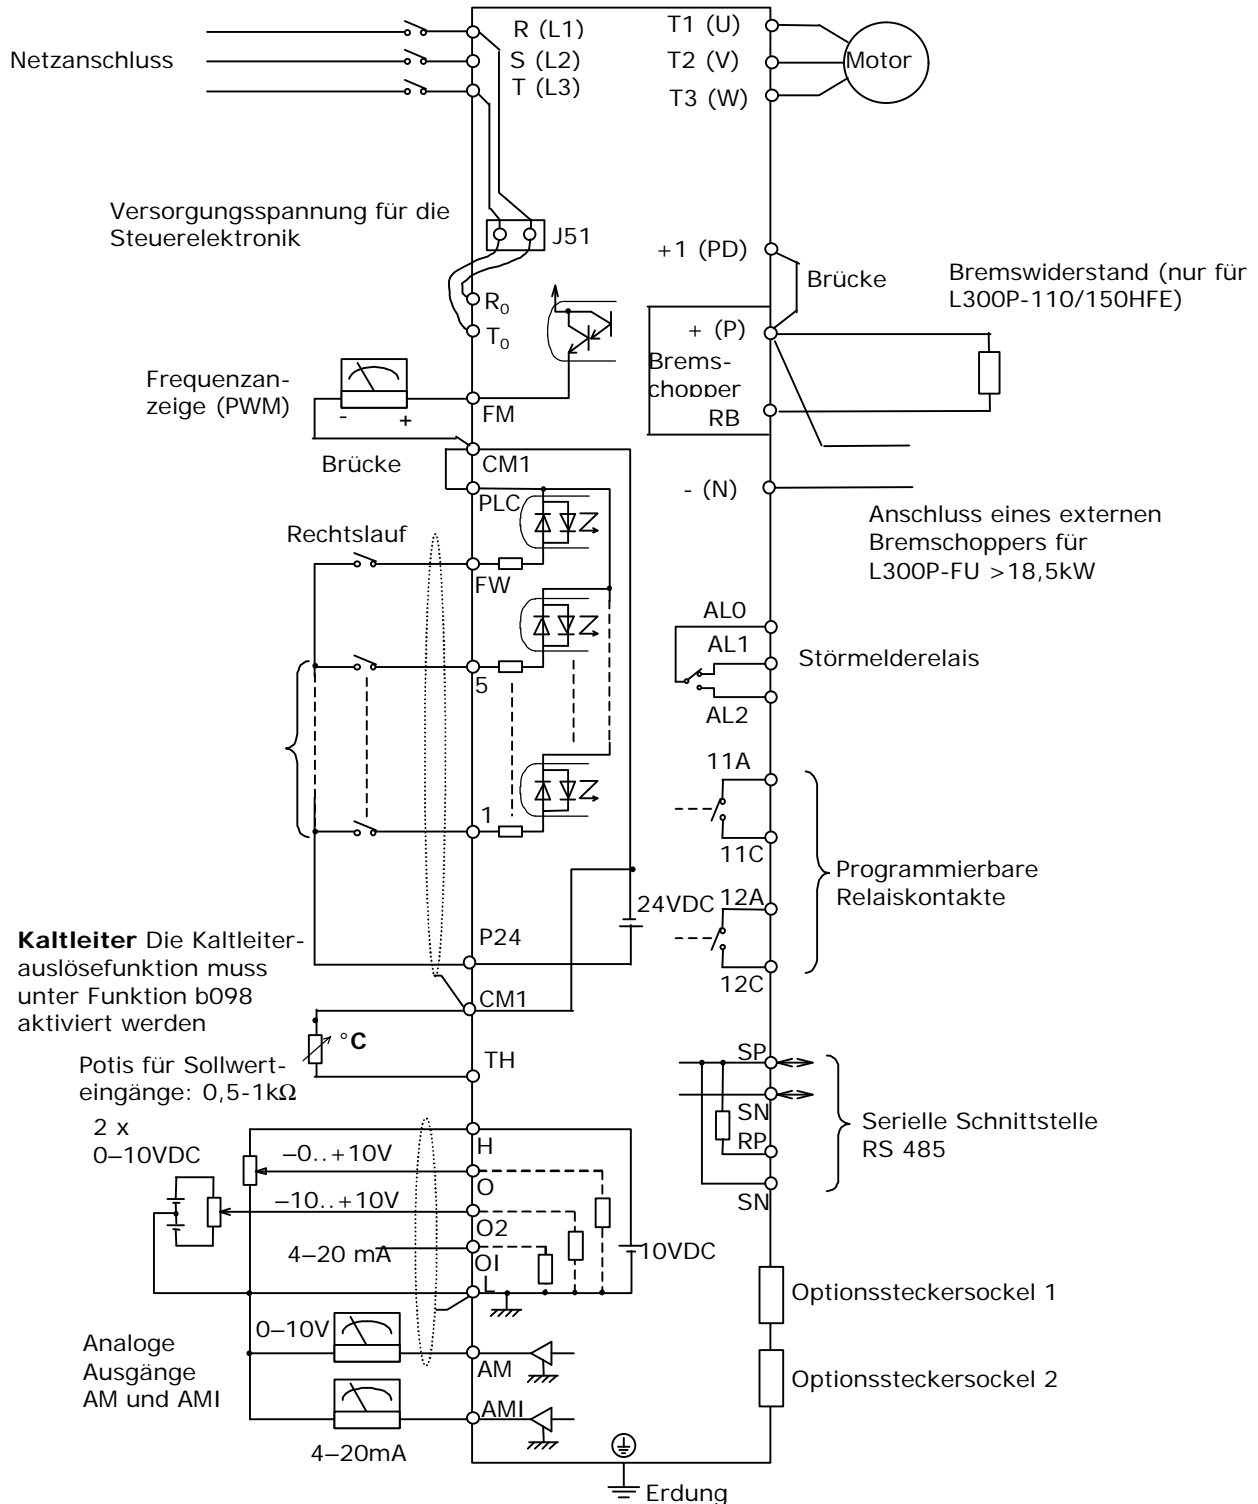 Netzanschluss
R (L1)
S (L2)
T (L3)
T1 (U)
T2 (V)
T3 (W)
Motor
Versorgungsspannung für die
Steuerelektronik
J51
R0
T0
+1 (PD)
Brücke
Bremswiderstand (nur für
L300P-110/150HFE)
+ (P)
Brems-
chopper
RB
Frequenzan-
zeige (PWM)
- +
FM
Brücke
CM1
PLC
- (N)
Anschluss eines externen
Bremschoppers für
L300P-FU >18,5kW
Rechtslauf
FW
5
1
AL0
AL1
AL2
Störmelderelais
11A
11C
12A
12C
Programmierbare
Relaiskontakte
24VDC
P24
Kaltleiter Die Kaltleiter-
auslösefunktion muss
unter Funktion b098
aktiviert werden
CM1
°C
TH
Potis für Sollwert-
eingänge: 0,5-1kΩ
2 x
0–10VDC
SP
SN
RP
SN
Serielle Schnittstelle
RS 485
H
–0..+10V
O
–10..+10V
O2
4–20 mA
OI
L
10VDC
Optionssteckersockel 1
0–10V
Analoge
Ausgänge
AM und AMI
AM
Optionssteckersockel 2
AMI
4–20mA
Erdung